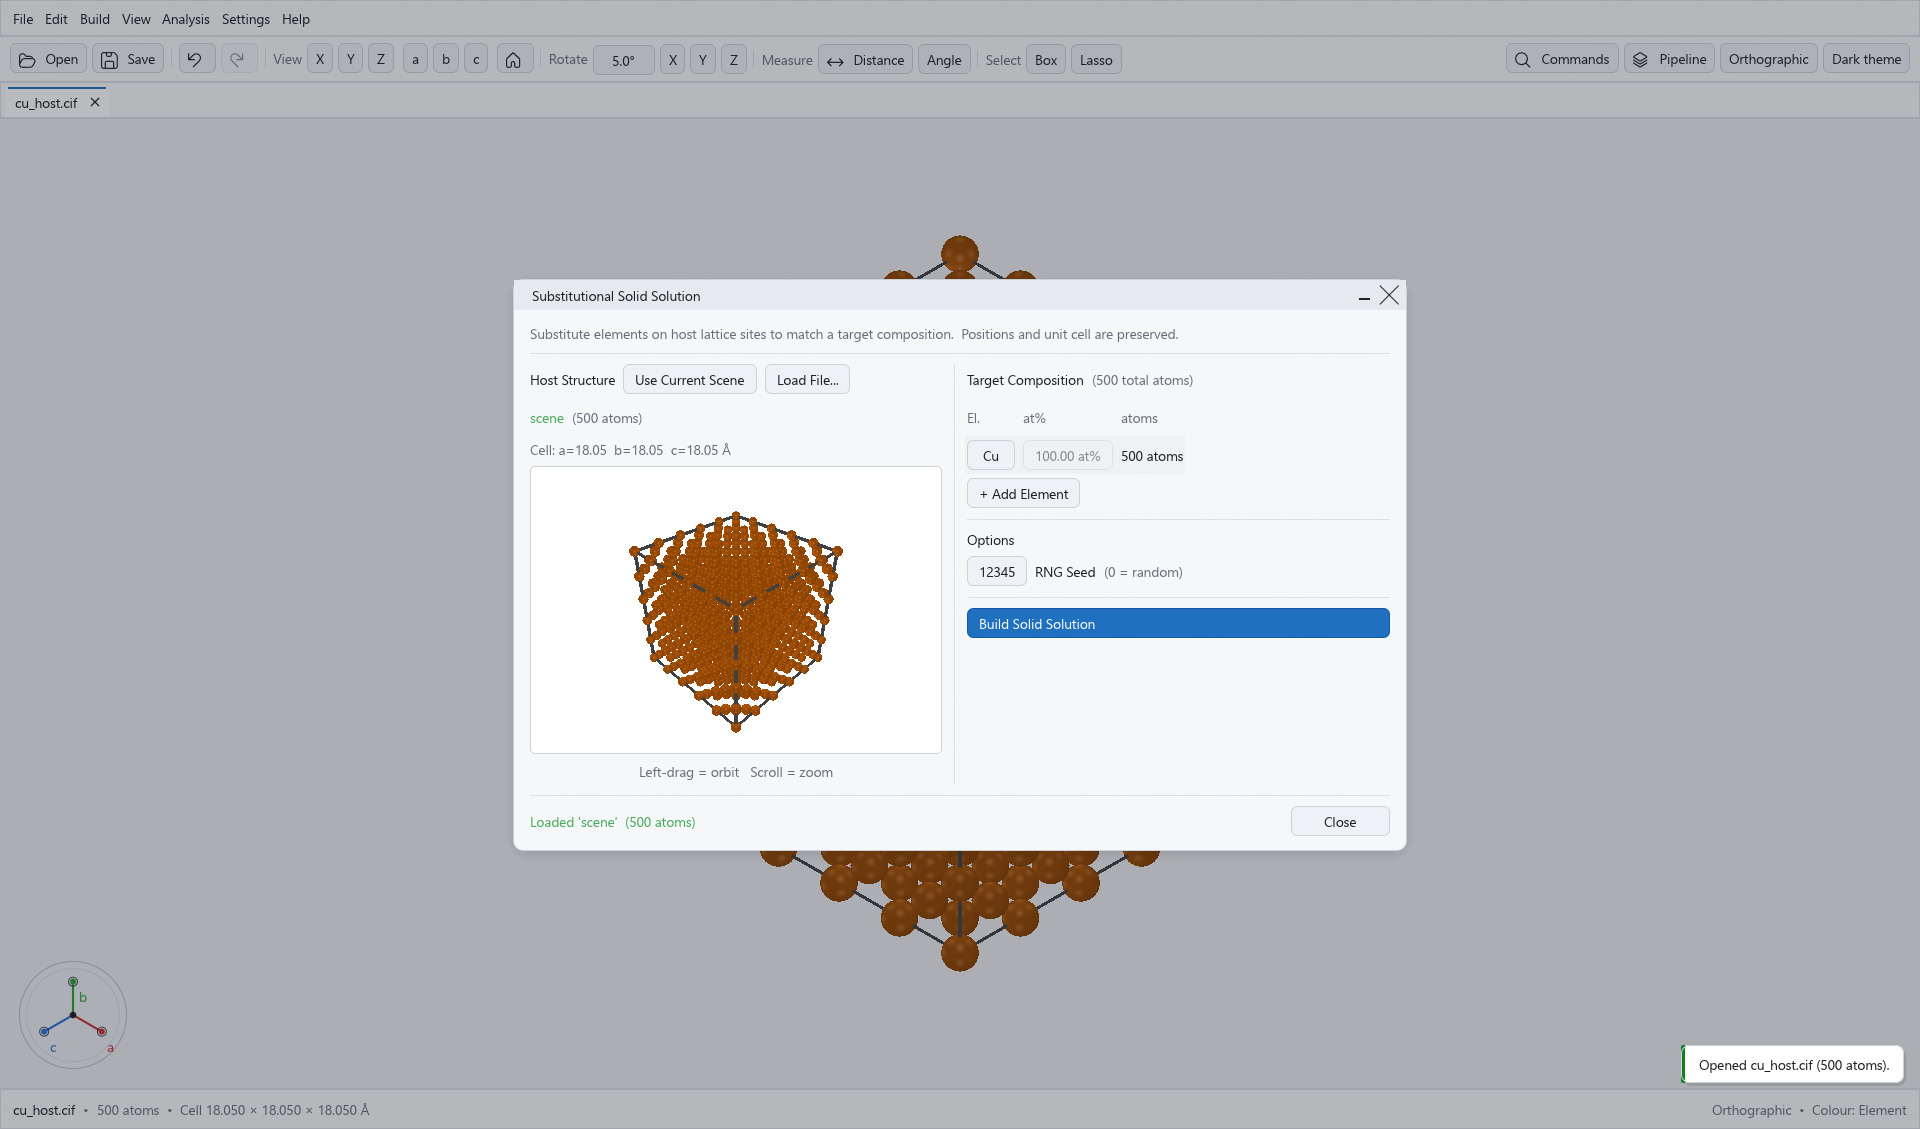 File Edit Build View Analysis Settings Help
Open Save View X Y Z a b c Rotate 5.0° X Y Z Measure Distance Angle Select Box Lasso Commands Pipeline Orthographic Dark theme
cu_host.cif
Substitutional Solid Solution
Substitute elements on host lattice sites to match a target composition. Positions and unit cell are preserved.
Host Structure Use Current Scene Load File...
scene (500 atoms)
Cell: a=18.05 b=18.05 c=18.05 Å
Left-drag = orbit Scroll = zoom
Target Composition (500 total atoms)
El. at% atoms
Cu 100.00 at% 500 atoms
+ Add Element
Options
12345 RNG Seed (0 = random)
Build Solid Solution
Loaded 'scene' (500 atoms)
Close
b
c a
Opened cu_host.cif (500 atoms).
cu_host.cif • 500 atoms • Cell 18.050 × 18.050 × 18.050 Å
Orthographic • Colour: Element